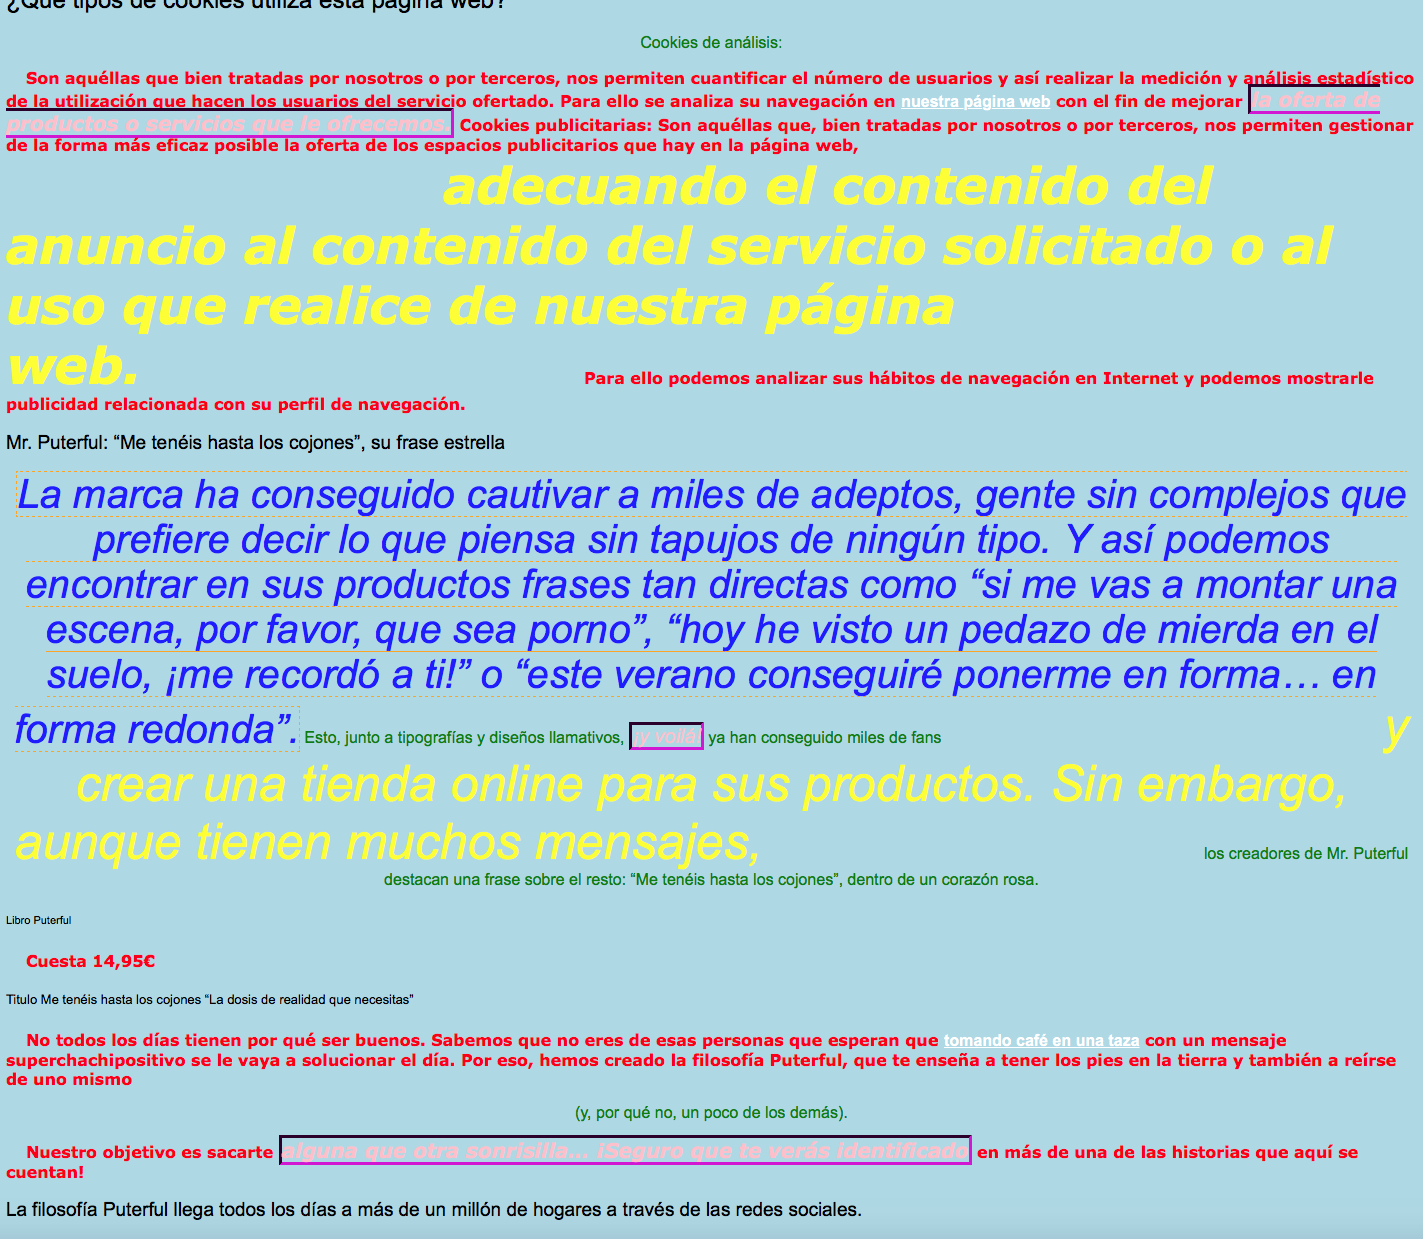 ¿Qué tipos de cookies utiliza esta página web?
Cookies de análisis:
Son aquéllas que bien tratadas por nosotros o por terceros, nos permiten cuantificar el número de usuarios y así realizar la medición y análisis estadístico
de la utilización que hacen los usuarios del servicio ofertado. Para ello se analiza su navegación en nuestra página web con el fin de mejorar la oferta de
productos o servicios que le ofrecemos. Cookies publicitarias: Son aquéllas que, bien tratadas por nosotros o por terceros, nos permiten gestionar
de la forma más eficaz posible la oferta de los espacios publicitarios que hay en la página web,
adecuando el contenido del
anuncio al contenido del servicio solicitado o al
uso que realice de nuestra página
web. Para ello podemos analizar sus hábitos de navegación en Internet y podemos mostrarle
publicidad relacionada con su perfil de navegación.
Mr. Puterful: “Me tenéis hasta los cojones”, su frase estrella
La marca ha conseguido cautivar a miles de adeptos, gente sin complejos que
prefiere decir lo que piensa sin tapujos de ningún tipo. Y así podemos
encontrar en sus productos frases tan directas como “si me vas a montar una
escena, por favor, que sea porno”, “hoy he visto un pedazo de mierda en el
suelo, ¡me recordó a ti!” o “este verano conseguiré ponerme en forma… en
forma redonda”. Esto, junto a tipografías y diseños llamativos, ¡y voilá! ya han conseguido miles de fans y
crear una tienda online para sus productos. Sin embargo,
aunque tienen muchos mensajes, los creadores de Mr. Puterful
destacan una frase sobre el resto: “Me tenéis hasta los cojones”, dentro de un corazón rosa.
Libro Puterful
Cuesta 14,95€
Titulo Me tenéis hasta los cojones “La dosis de realidad que necesitas”
No todos los días tienen por qué ser buenos. Sabemos que no eres de esas personas que esperan que tomando café en una taza con un mensaje
superchachipositivo se le vaya a solucionar el día. Por eso, hemos creado la filosofía Puterful, que te enseña a tener los pies en la tierra y también a reírse
de uno mismo
(y, por qué no, un poco de los demás).
Nuestro objetivo es sacarte alguna que otra sonrisilla... ¡Seguro que te verás identificado en más de una de las historias que aquí se
cuentan!
La filosofía Puterful llega todos los días a más de un millón de hogares a través de las redes sociales.